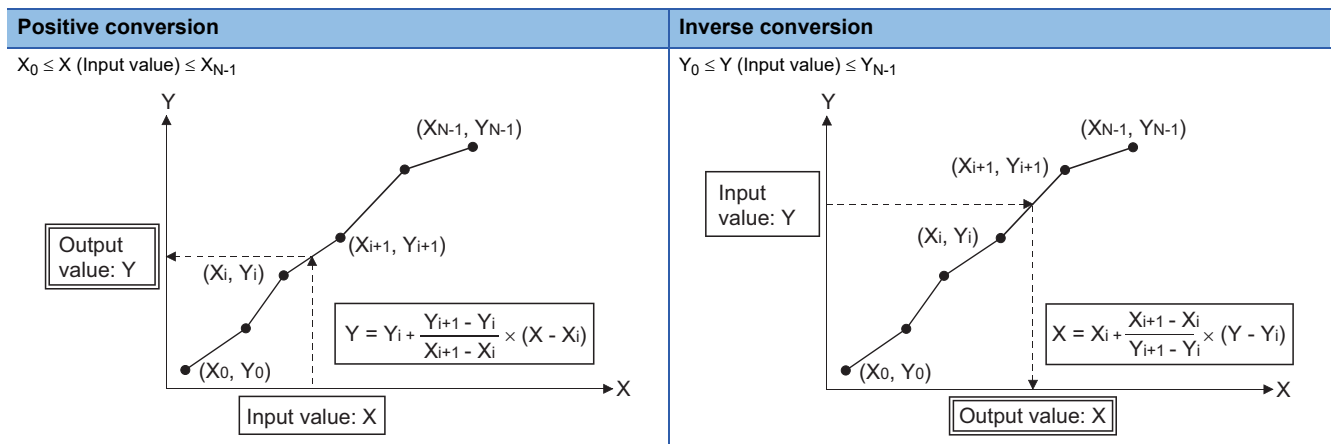 Positive conversion
X0 ≤ X (Input value) ≤ XN-1
Y
(XN-1, YN-1)
Output
value: Y
(Xi+1, Yi+1)
(Xi, Yi)
Y = Yi + (Yi+1 - Yi)/(Xi+1 - Xi) × (X - Xi)
(X0, Y0)
X
Input value: X
Inverse conversion
Y0 ≤ Y (Input value) ≤ YN-1
Y
(XN-1, YN-1)
(Xi+1, Yi+1)
Input
value: Y
(Xi, Yi)
X = Xi + (Xi+1 - Xi)/(Yi+1 - Yi) × (Y - Yi)
(X0, Y0)
X
Output value: X